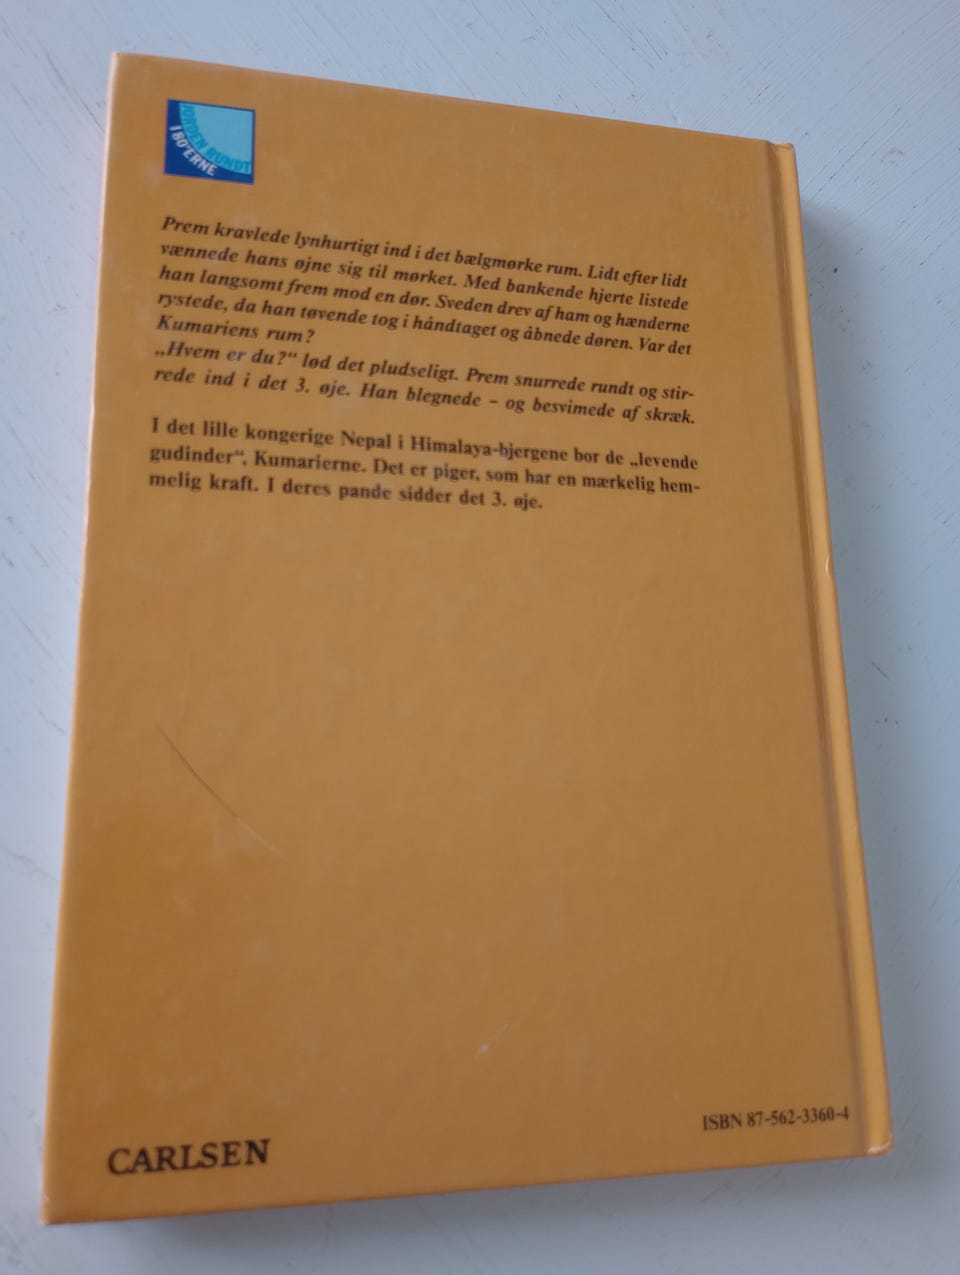 JORDEN RUNDT
I 80'ERNE
Prem kravlede lynhurtigt ind i det bælgmørke rum. Lidt efter lidt
vænnede hans øjne sig til mørket. Med bankende hjerte listede
han langsomt frem mod en dør. Sveden drev af ham og hænderne
rystede, da han tøvende tog i håndtaget og åbnede døren. Var det
Kumariens rum?
„Hvem er du?“ lød det pludseligt. Prem snurrede rundt og stir-
rede ind i det 3. øje. Han blegnede – og besvimede af skræk.
I det lille kongerige Nepal i Himalaya-bjergene bor de „levende
gudinder“, Kumarierne. Det er piger, som har en mærkelig hem-
melig kraft. I deres pande sidder det 3. øje.
ISBN 87-562-3360-4
CARLSEN